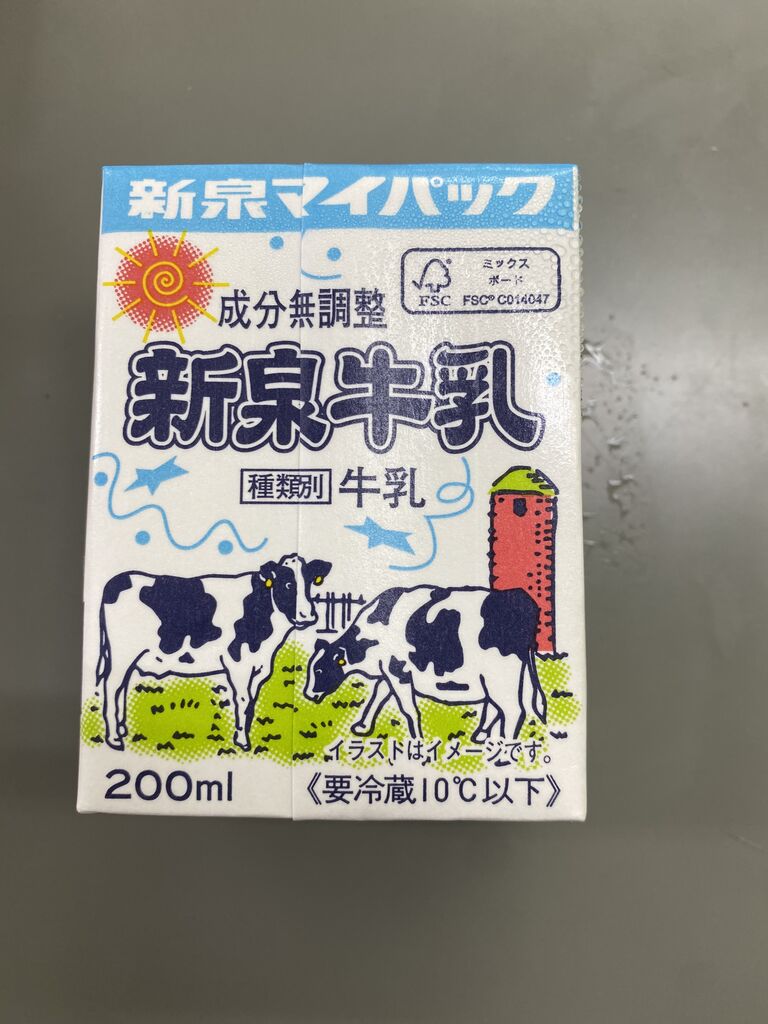 新泉マイパック
ミックス
ボード
FSC
FSC® C014047
成分無調整
新泉牛乳
種類別 牛乳
イラストはイメージです。
200ml
《要冷蔵10℃以下》